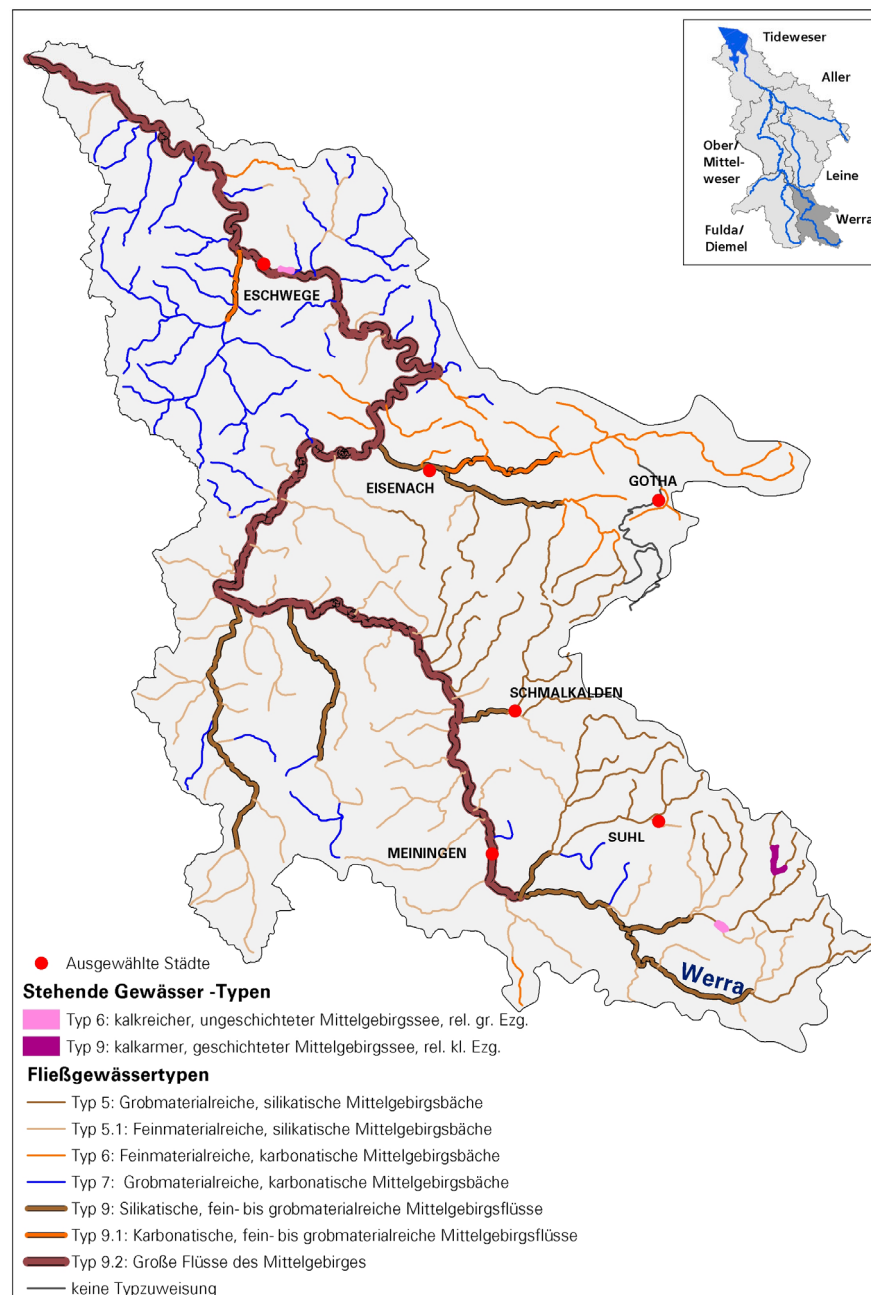 Tideweser
Aller
Ober/
Mittel-
weser
Leine
Werra
Fulda/
Diemel
ESCHWEGE
EISENACH
GOTHA
SCHMALKALDEN
SUHL
MEININGEN
Werra
Ausgewählte Städte
Stehende Gewässer -Typen
Typ 6: kalkreicher, ungeschichteter Mittelgebirgssee, rel. gr. Ezg.
Typ 9: kalkarmer, geschichteter Mittelgebirgssee, rel. kl. Ezg.
Fließgewässertypen
Typ 5: Grobmaterialreiche, silikatische Mittelgebirgsbäche
Typ 5.1: Feinmaterialreiche, silikatische Mittelgebirgsbäche
Typ 6: Feinmaterialreiche, karbonatische Mittelgebirgsbäche
Typ 7: Grobmaterialreiche, karbonatische Mittelgebirgsbäche
Typ 9: Silikatische, fein- bis grobmaterialreiche Mittelgebirgsflüsse
Typ 9.1: Karbonatische, fein- bis grobmaterialreiche Mittelgebirgsflüsse
Typ 9.2: Große Flüsse des Mittelgebirges
keine Typzuweisung